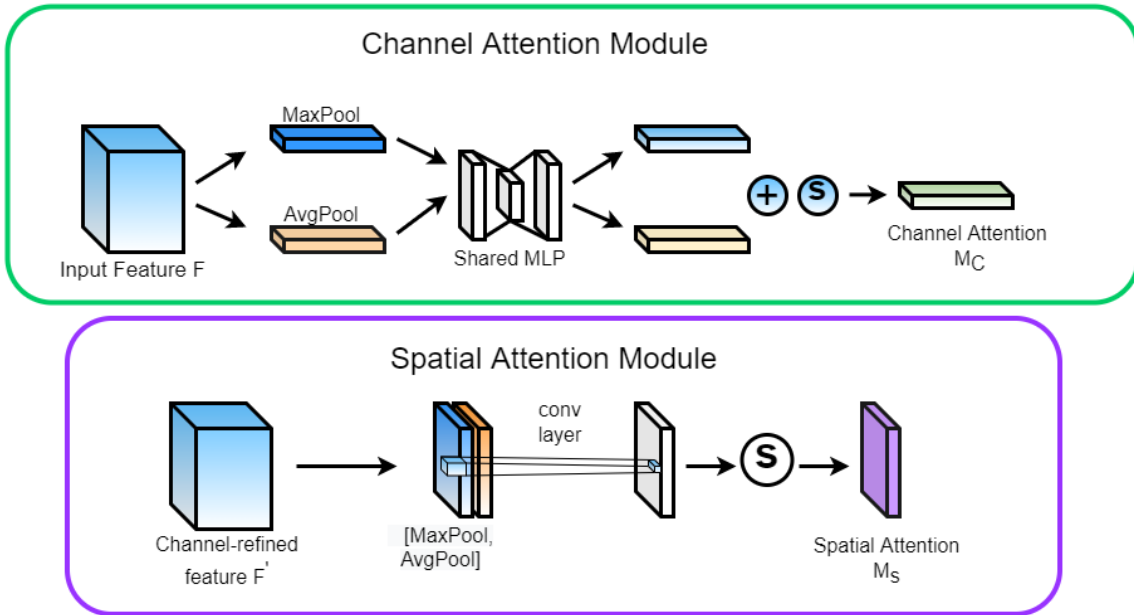 Channel Attention Module
MaxPool
AvgPool
Input Feature F
Shared MLP
+
S
Channel Attention
MC
Spatial Attention Module
conv
layer
S
Channel-refined
feature F'
[MaxPool,
AvgPool]
Spatial Attention
Ms